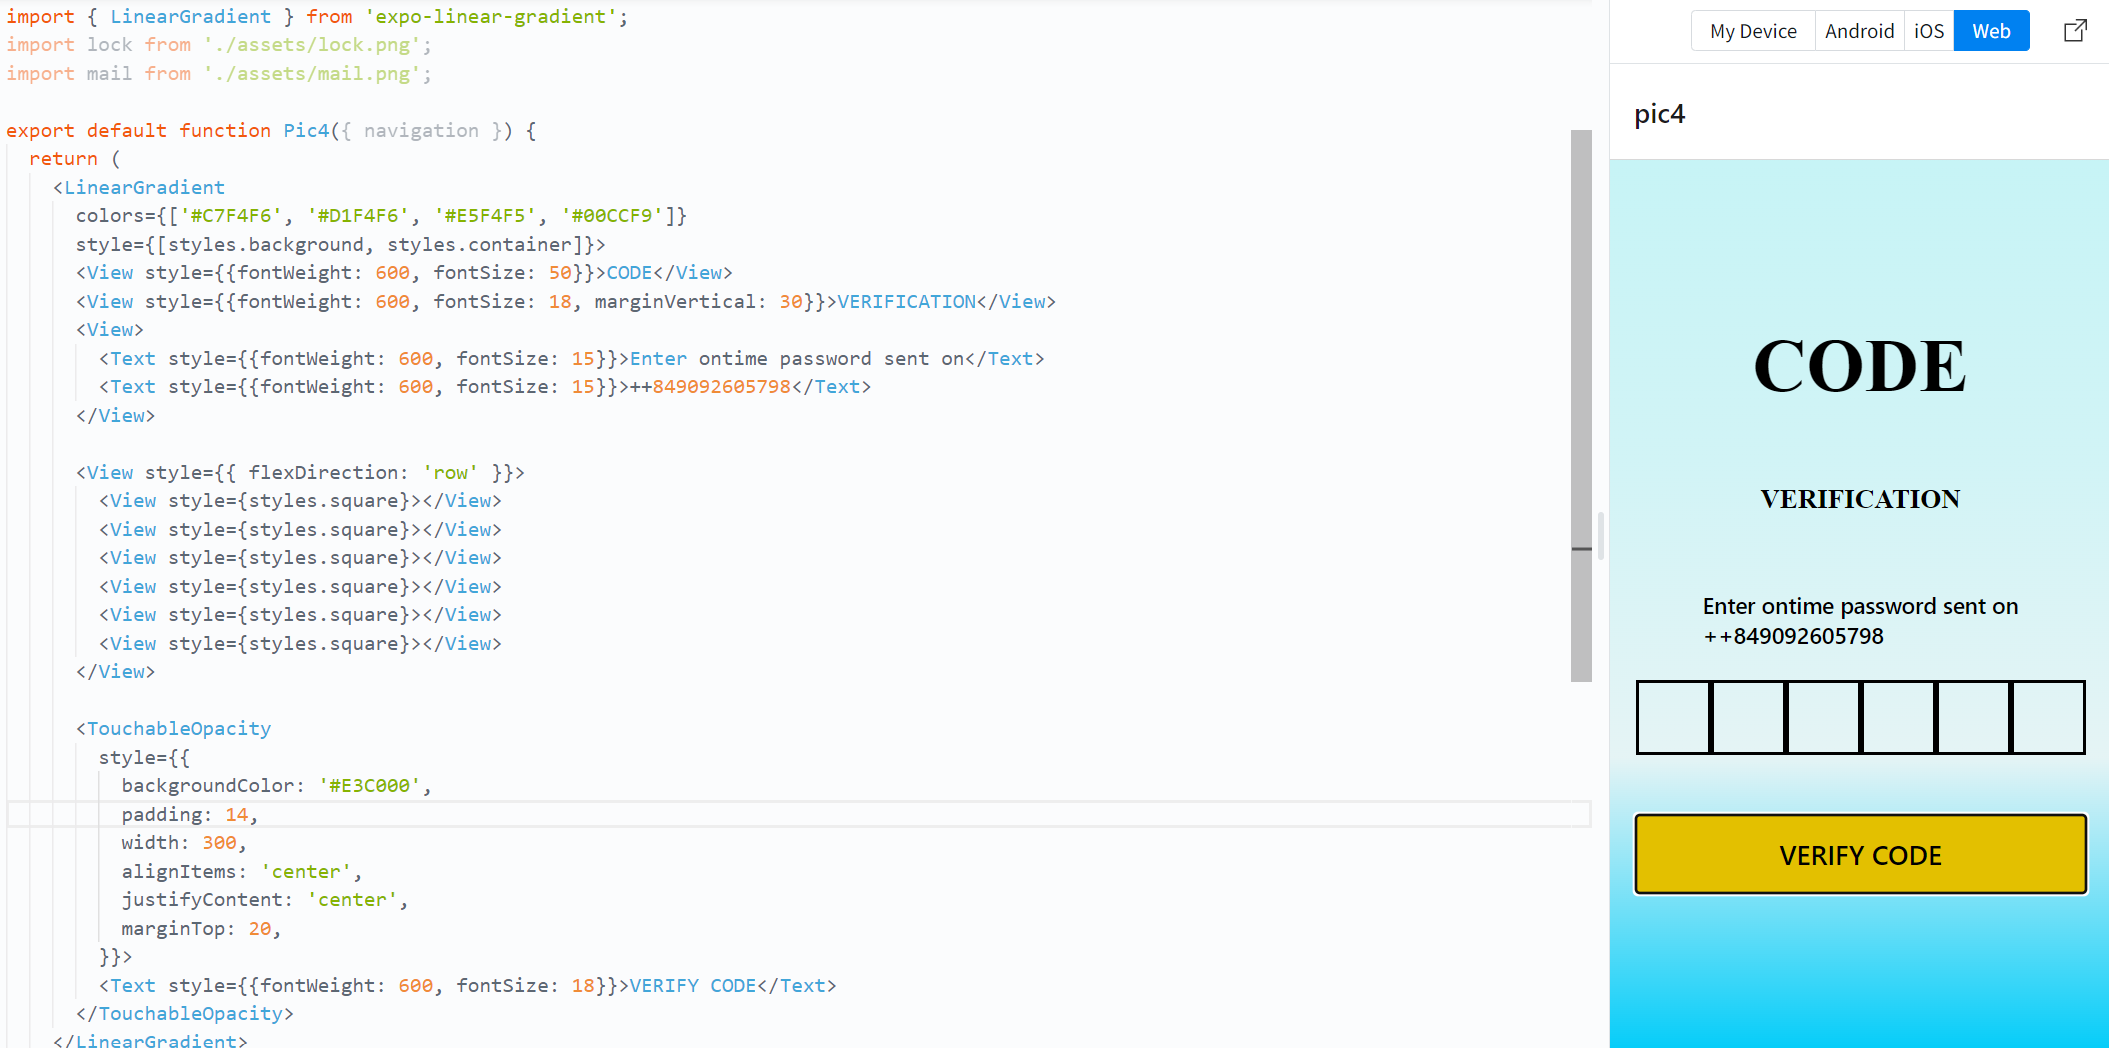 import { LinearGradient } from 'expo-linear-gradient';
import lock from './assets/lock.png';
import mail from './assets/mail.png';
export default function Pic4({ navigation }) {
return (
<LinearGradient
colors={['#C7F4F6', '#D1F4F6', '#E5F4F5', '#00CCF9']}
style={[styles.background, styles.container]}>
<View style={{fontWeight: 600, fontSize: 50}}>CODE</View>
<View style={{fontWeight: 600, fontSize: 18, marginVertical: 30}}>VERIFICATION</View>
<View>
<Text style={{fontWeight: 600, fontSize: 15}}>Enter ontime password sent on</Text>
<Text style={{fontWeight: 600, fontSize: 15}}>++849092605798</Text>
</View>
<View style={{ flexDirection: 'row' }}>
<View style={styles.square}></View>
<View style={styles.square}></View>
<View style={styles.square}></View>
<View style={styles.square}></View>
<View style={styles.square}></View>
<View style={styles.square}></View>
</View>
<TouchableOpacity
style={{
backgroundColor: '#E3C000',
padding: 14,
width: 300,
alignItems: 'center',
justifyContent: 'center',
marginTop: 20,
}}>
<Text style={{fontWeight: 600, fontSize: 18}}>VERIFY CODE</Text>
</TouchableOpacity>
</LinearGradient>
My Device Android iOS Web
pic4
CODE
VERIFICATION
Enter ontime password sent on
++849092605798
VERIFY CODE